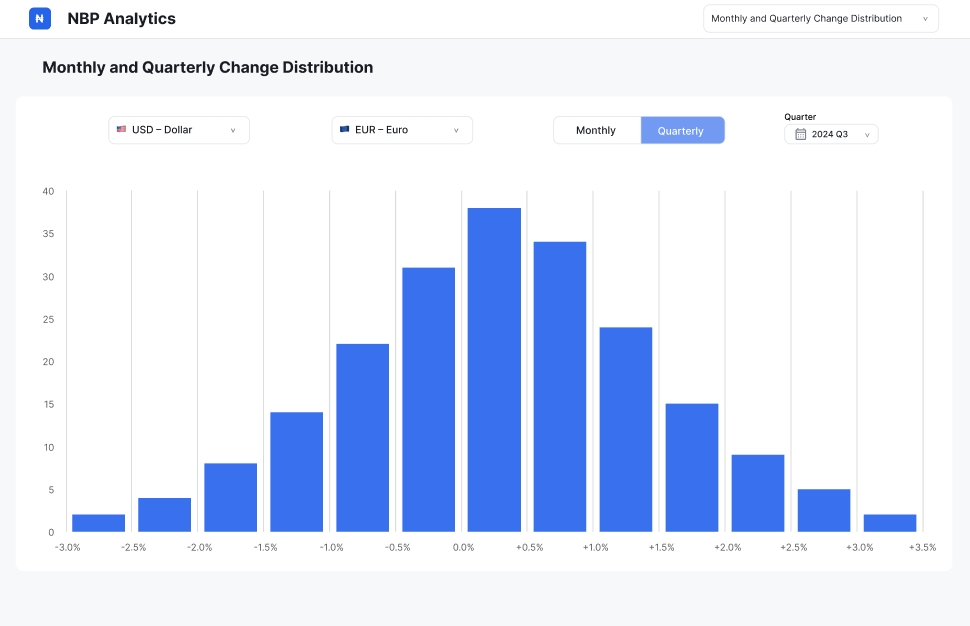 ₦ NBP Analytics
Monthly and Quarterly Change Distribution
Monthly and Quarterly Change Distribution
USD – Dollar
EUR – Euro
Monthly
Quarterly
Quarter
2024 Q3
40
35
30
25
20
15
10
5
0
-3.0% -2.5% -2.0% -1.5% -1.0% -0.5% 0.0% +0.5% +1.0% +1.5% +2.0% +2.5% +3.0% +3.5%